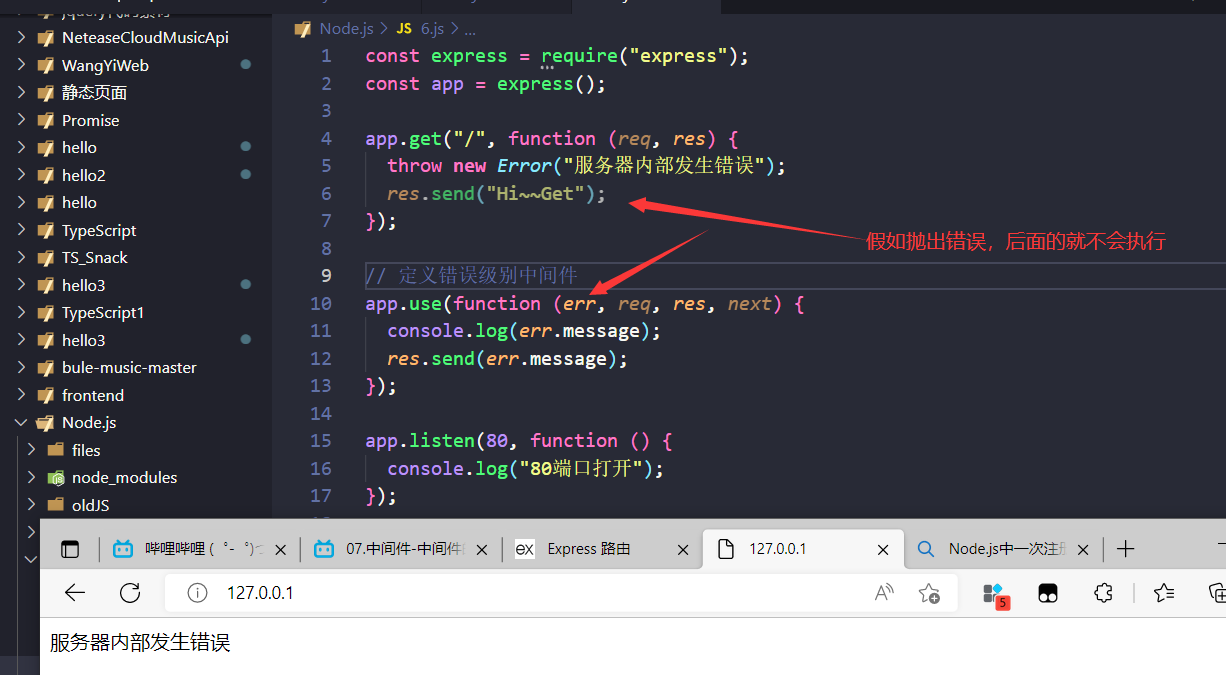 NeteaseCloudMusicApi
WangYiWeb
静态页面
Promise
hello
hello2
hello
TypeScript
TS_Snack
hello3
TypeScript1
hello3
bule-music-master
frontend
Node.js
files
node_modules
oldJS
Node.js > JS 6.js > ...
1 const express = require("express");
2 const app = express();
3
4 app.get("/", function (req, res) {
5 throw new Error("服务器内部发生错误");
6 res.send("Hi~~Get");
7 });
8
9 // 定义错误级别中间件
10 app.use(function (err, req, res, next) {
11 console.log(err.message);
12 res.send(err.message);
13 });
14
15 app.listen(80, function () {
16 console.log("80端口打开");
17 });
假如抛出错误，后面的就不会执行
哔哩哔哩 ( ゜- ゜)つ
07.中间件-中间件
ex Express 路由
127.0.0.1
Node.js中一次注册
127.0.0.1
5
服务器内部发生错误